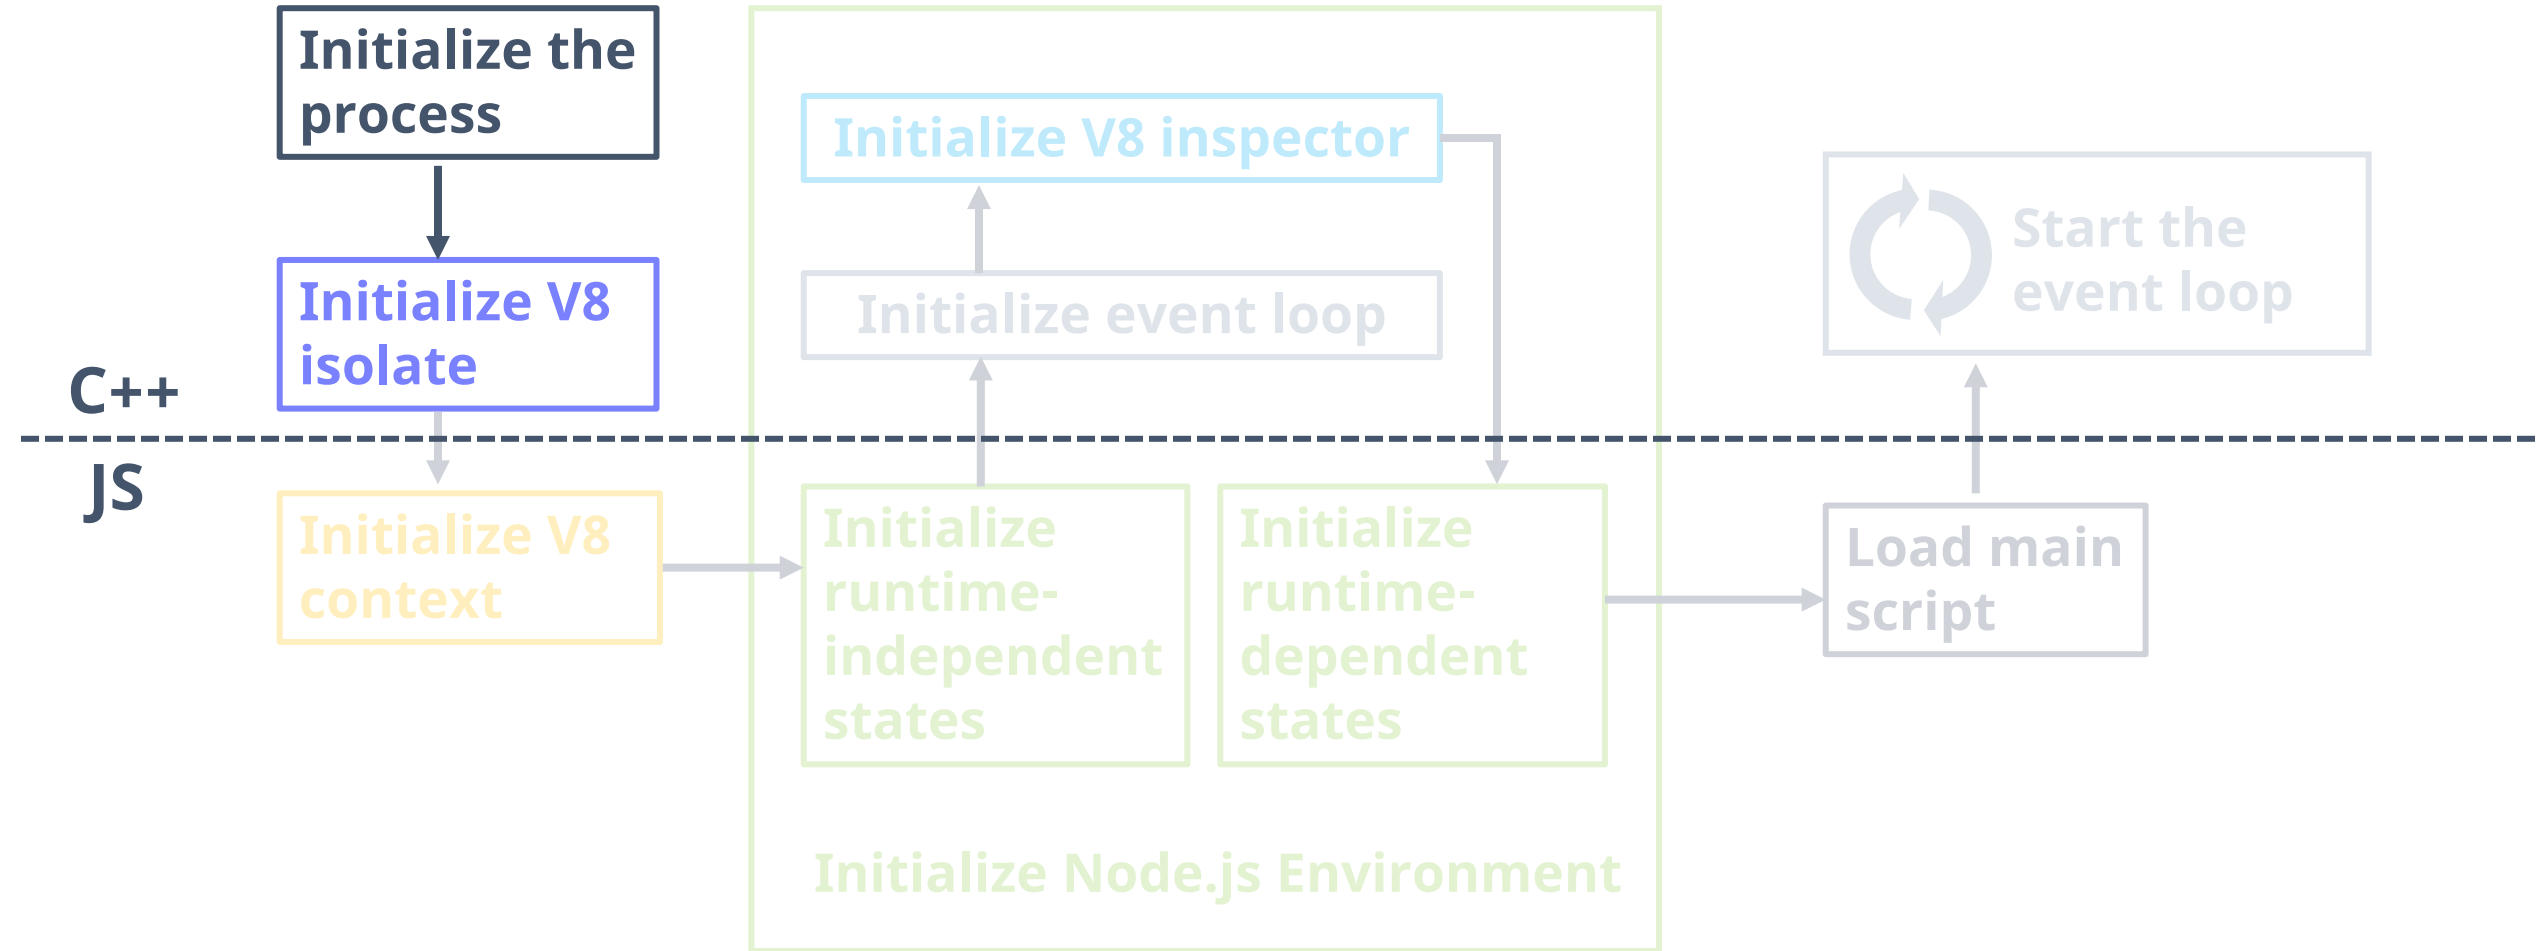 Initialize the
process
Initialize V8
isolate
C++
JS
Initialize V8
context
Initialize V8 inspector
Initialize event loop
Initialize
runtime-
independent
states
Initialize
runtime-
dependent
states
Initialize Node.js Environment
Start the
event loop
Load main
script